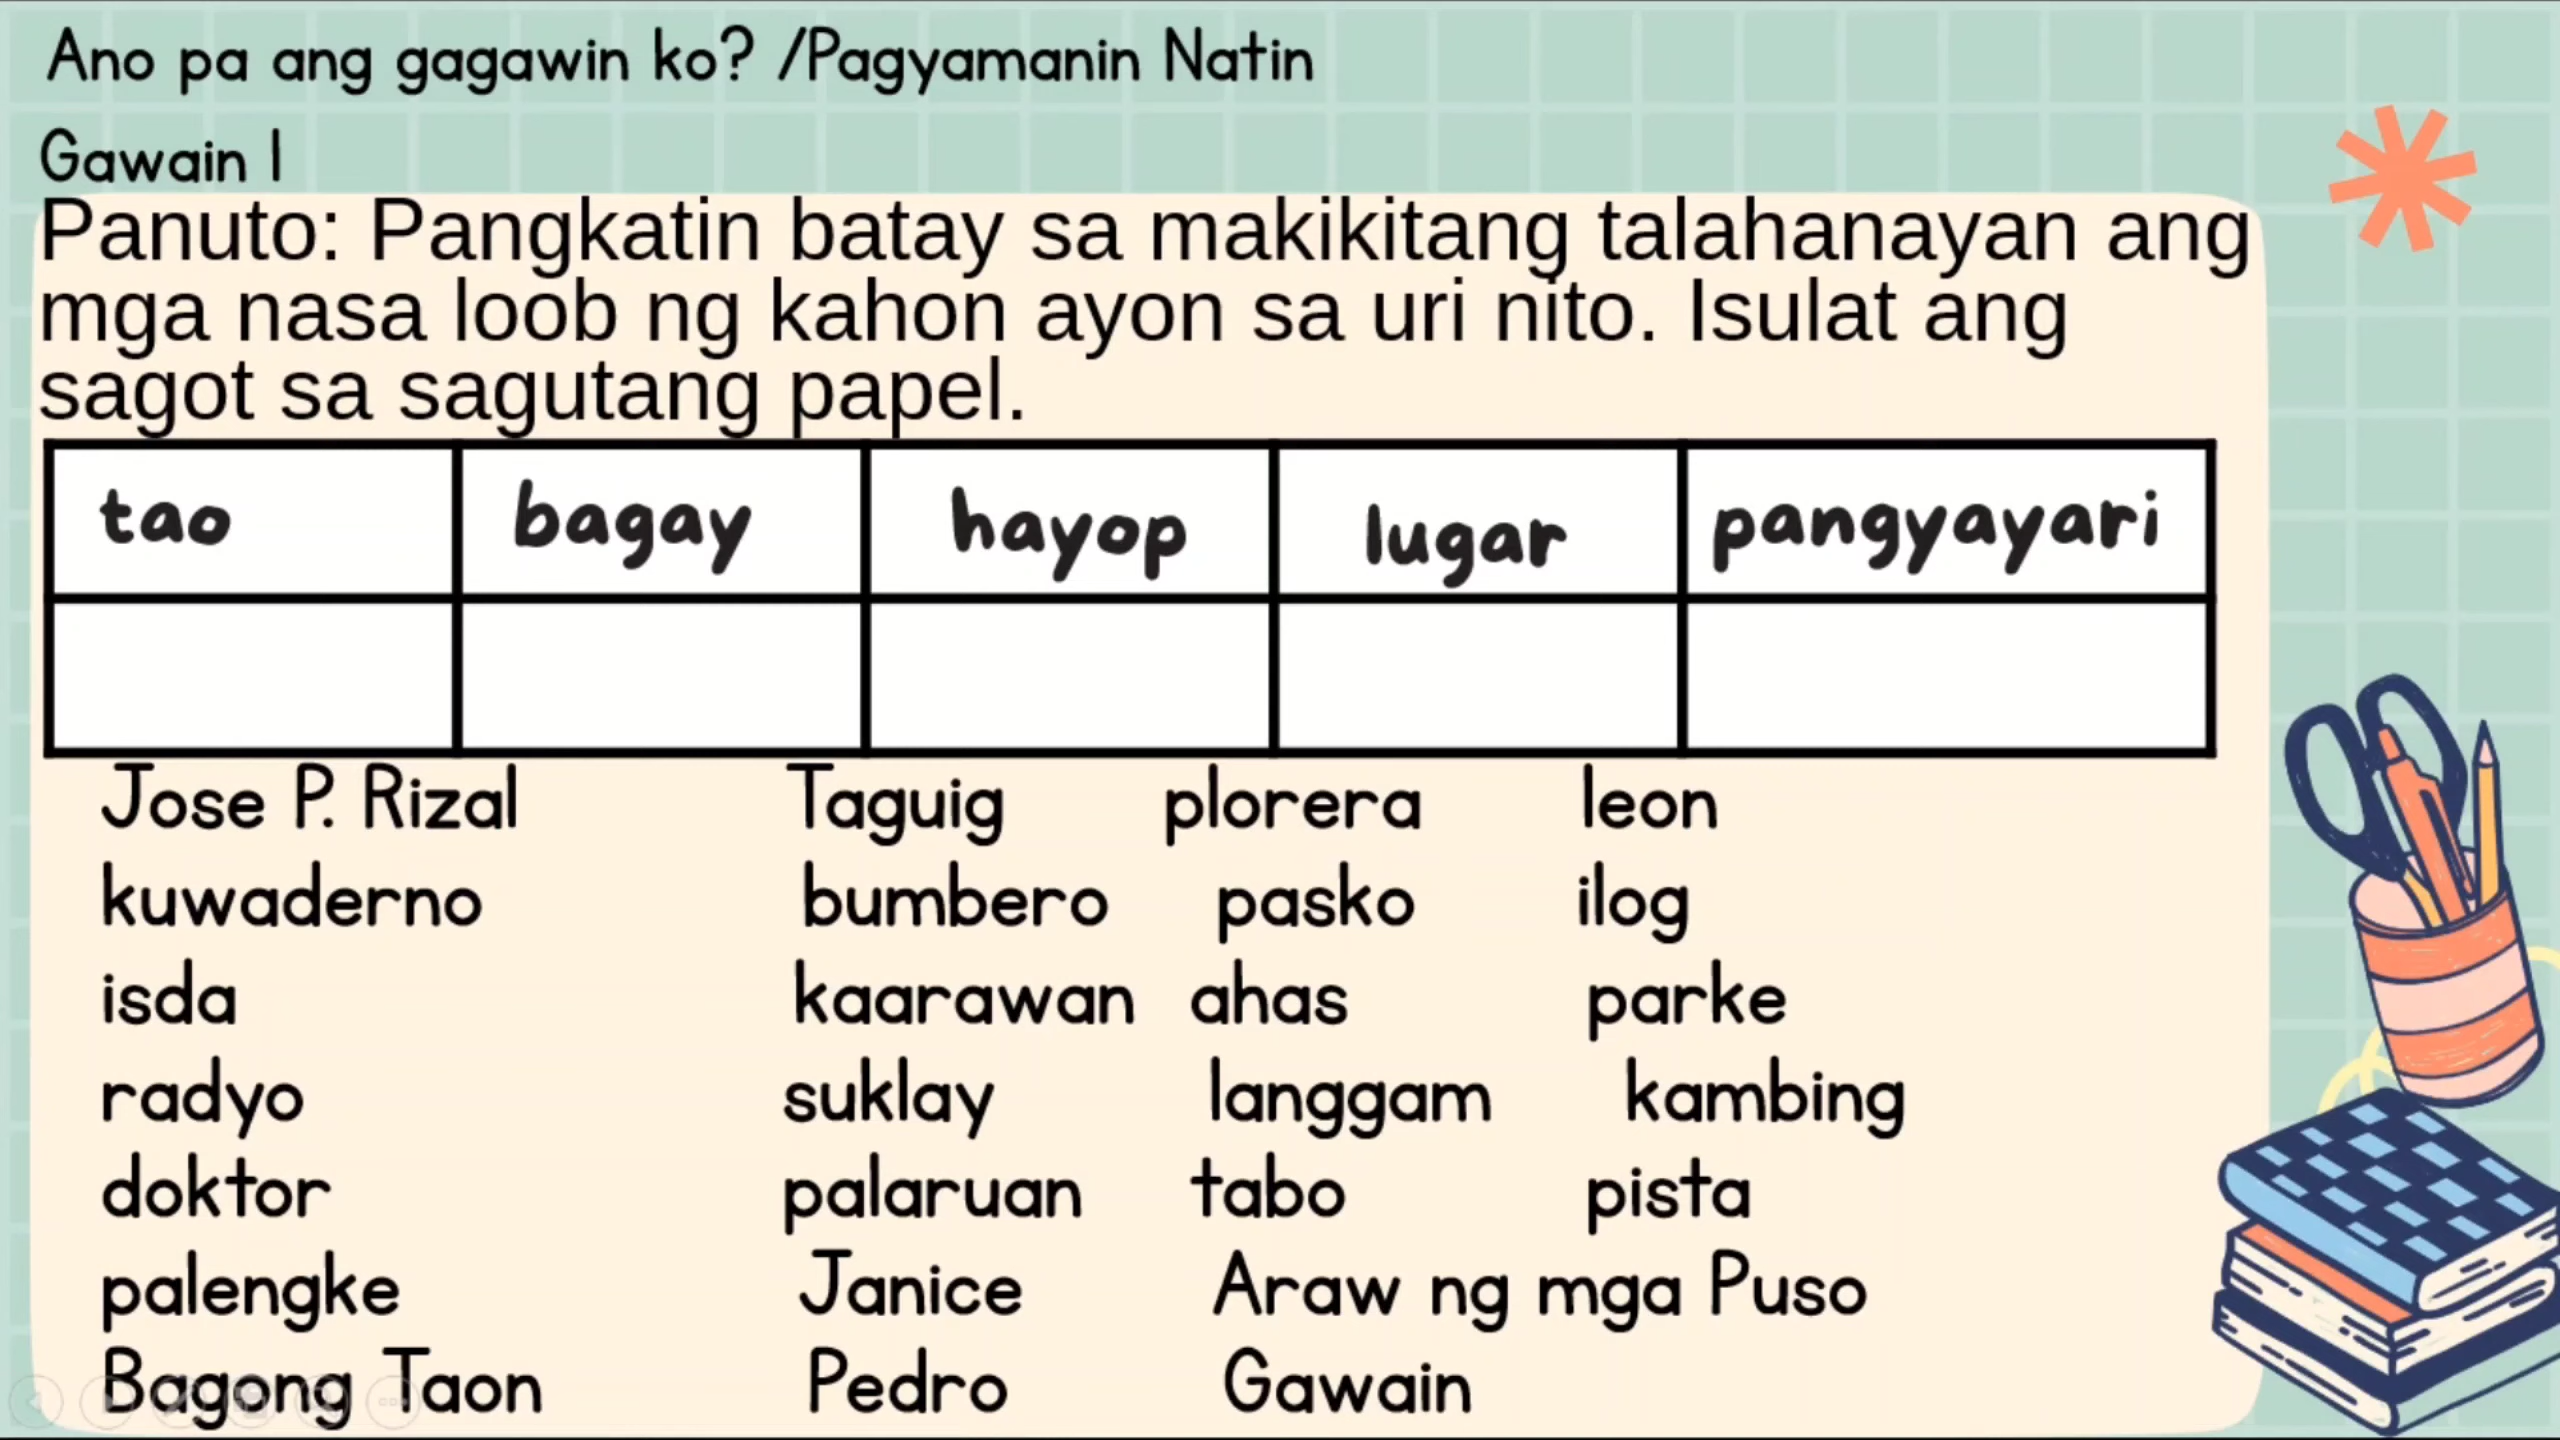 Ano pa ang gagawin ko? /Pagyamanin Natin
Gawain 1
Panuto: Pangkatin batay sa makikitang talahanayan ang
mga nasa loob ng kahon ayon sa uri nito. Isulat ang
sagot sa sagutang papel.
tao bagay hayop lugar pangyayari
Jose P. Rizal Taguig plorera leon
kuwaderno bumbero pasko ilog
isda kaarawan ahas parke
radyo suklay langgam kambing
doktor palaruan tabo pista
palengke Janice Araw ng mga Puso
Bagong Taon Pedro Gawain